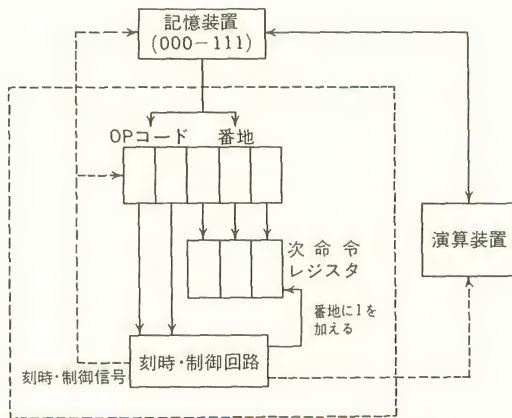 記憶装置
(000-111)
OPコード 番地
次命令
レジスタ
演算装置
番地に1を
加える
刻時・制御回路
刻時・制御信号